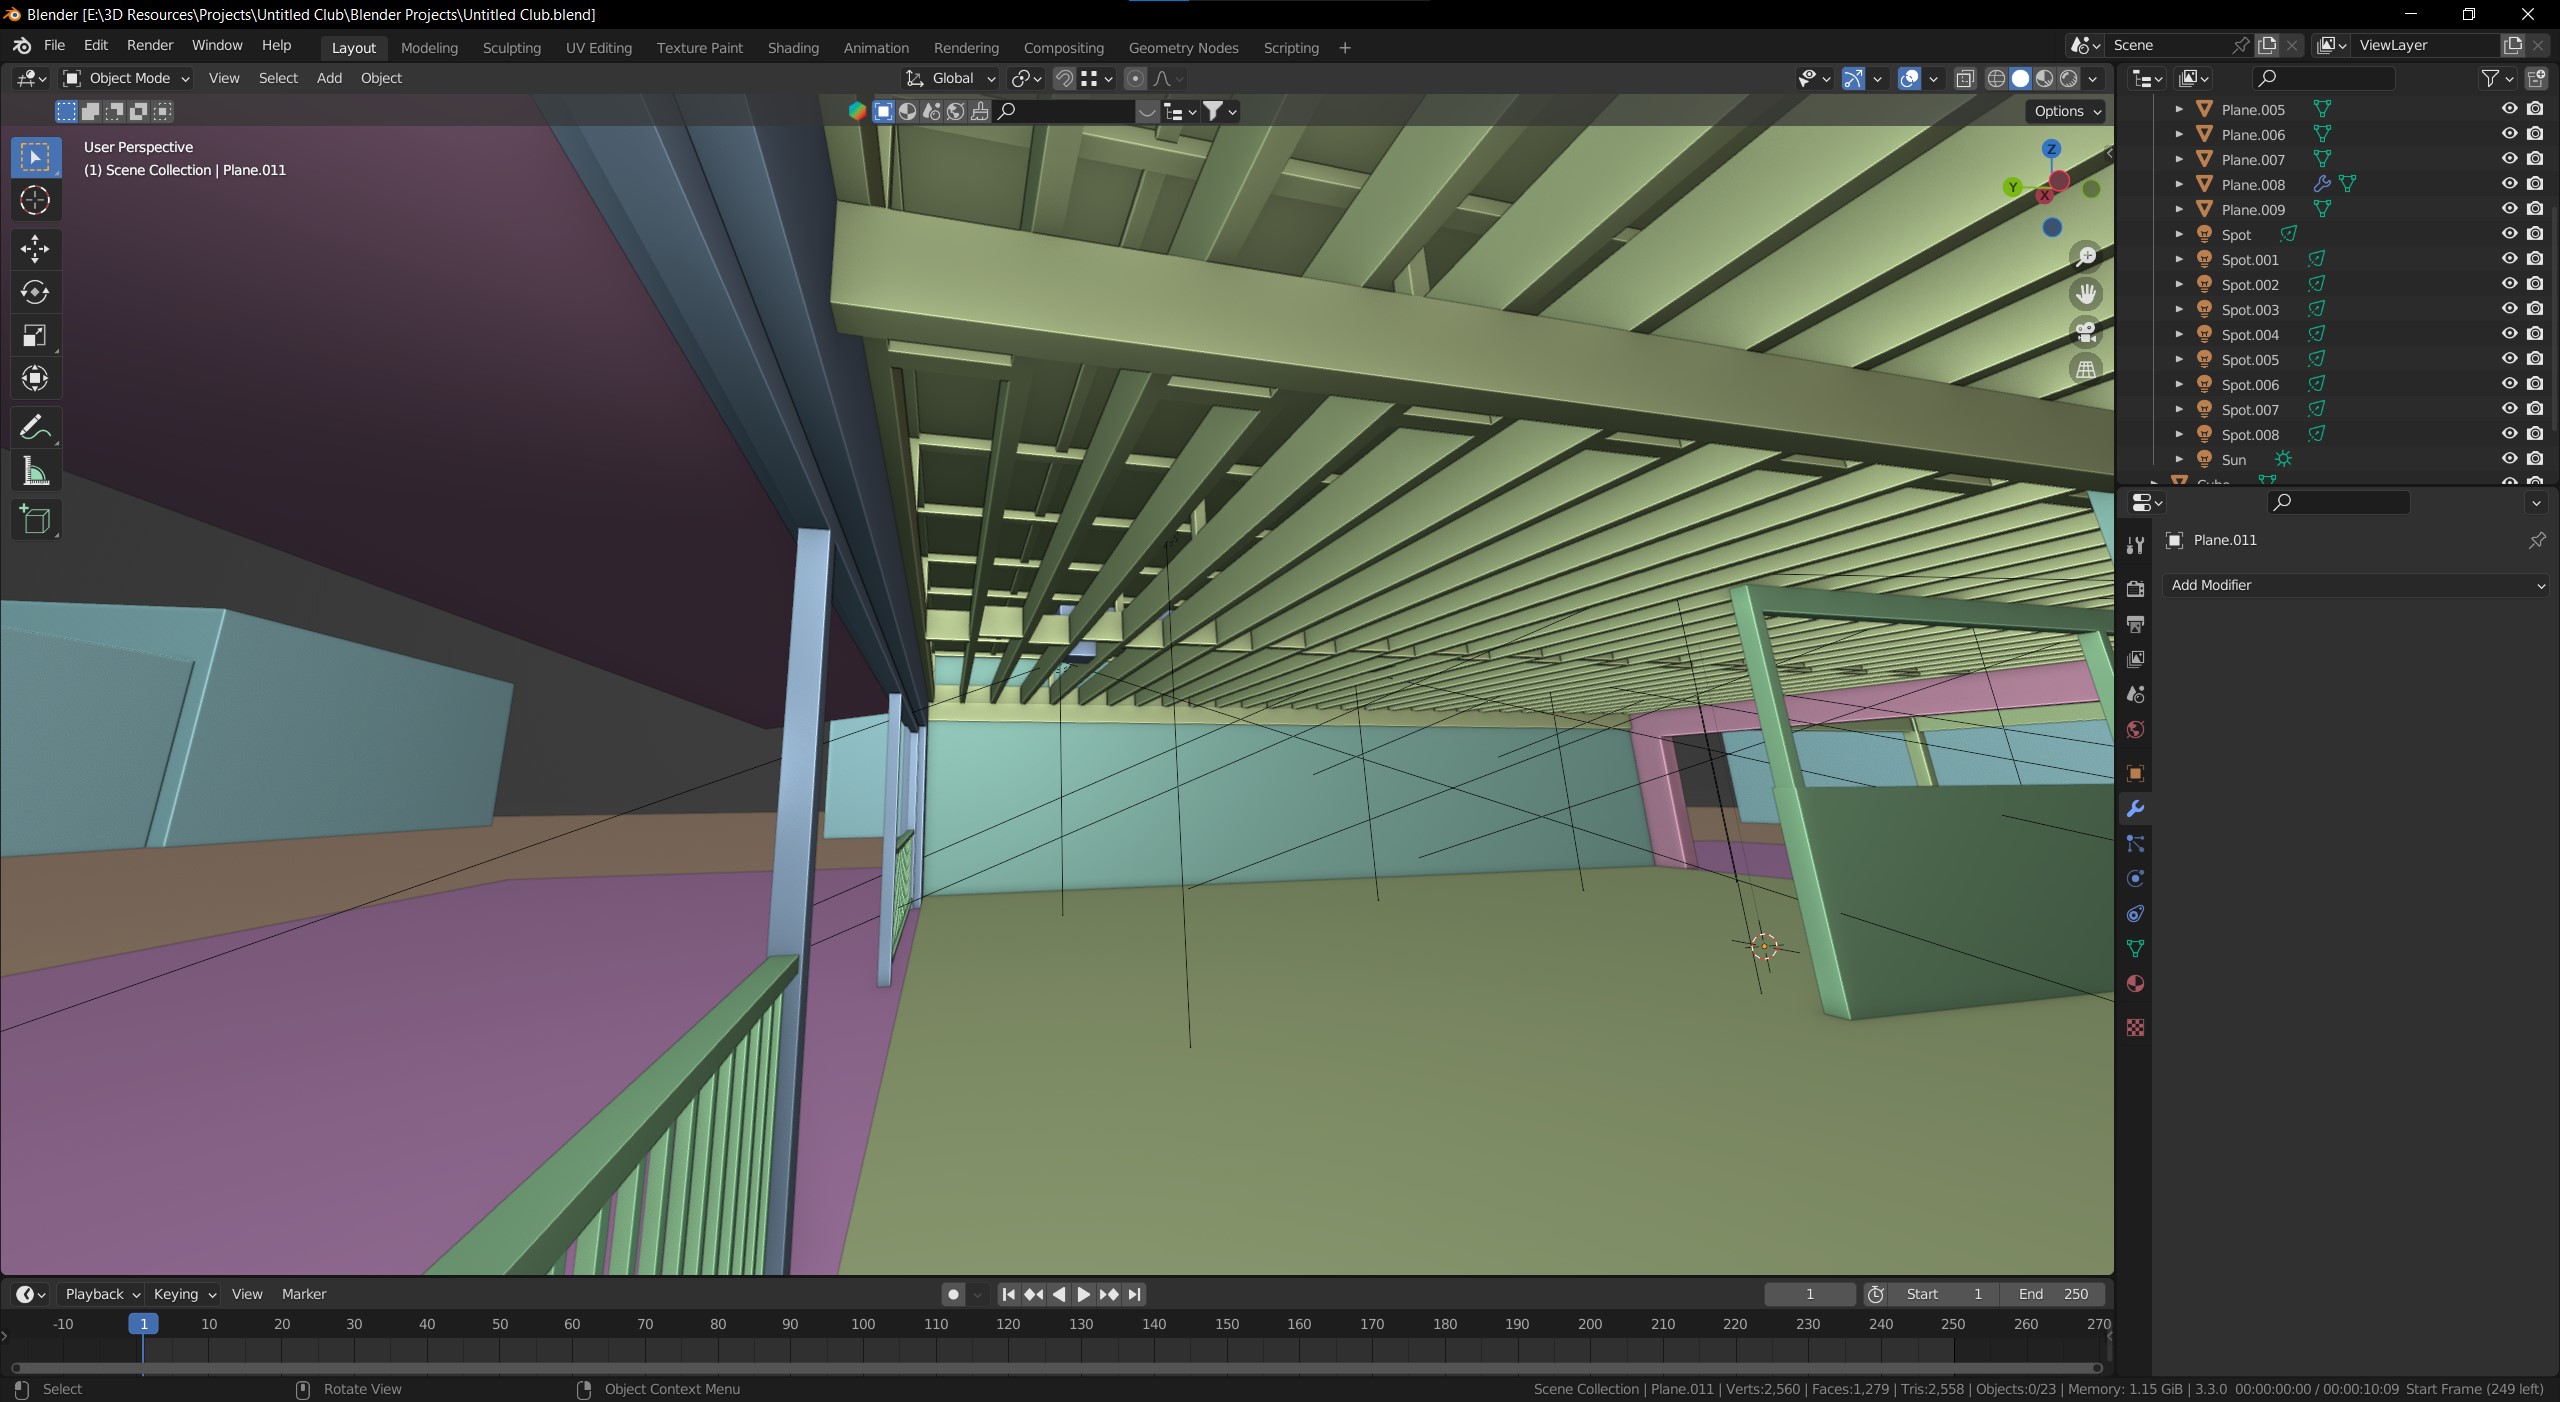 Blender [E:\3D Resources\Projects\Untitled Club\Blender Projects\Untitled Club.blend]
File Edit Render Window Help Layout Modeling Sculpting UV Editing Texture Paint Shading Animation Rendering Compositing Geometry Nodes Scripting + Scene ViewLayer
Object Mode View Select Add Object Global
Options
User Perspective
(1) Scene Collection | Plane.011
Z
Y
X
Plane.005
Plane.006
Plane.007
Plane.008
Plane.009
Spot
Spot.001
Spot.002
Spot.003
Spot.004
Spot.005
Spot.006
Spot.007
Spot.008
Sun
Cube
Plane.011
Add Modifier
Playback Keying View Marker 1 Start 1 End 250
-10 1 10 20 30 40 50 60 70 80 90 100 110 120 130 140 150 160 170 180 190 200 210 220 230 240 250 260 270
Select Rotate View Object Context Menu Scene Collection | Plane.011 | Verts:2,560 | Faces:1,279 | Tris:2,558 | Objects:0/23 | Memory: 1.15 GiB | 3.3.0 00:00:00:00 / 00:00:10:09 Start Frame (249 left)